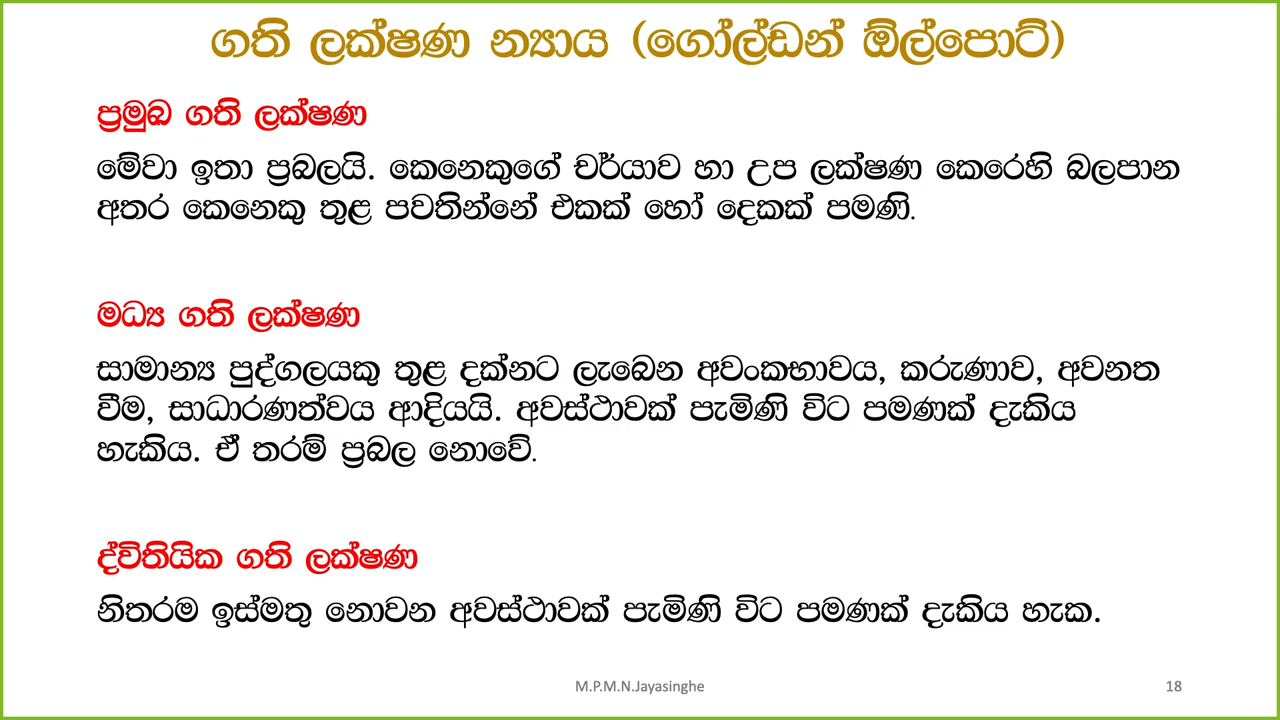 ගති ලක්ෂණ න්‍යාය (ගෝල්ඩන් ඕල්පොට්)
ප්‍රමුඛ ගති ලක්ෂණ
මේවා ඉතා ප්‍රබලයි. කෙනෙකුගේ චර්යාව හා උප ලක්ෂණ කෙරෙහි බලපාන
අතර කෙනෙකු තුළ පවතින්නේ එකක් හෝ දෙකක් පමණි.
මධ්‍ය ගති ලක්ෂණ
සාමාන්‍ය පුද්ගලයකු තුළ දක්නට ලැබෙන අවංකභාවය, කරුණාව, අවනත
වීම, සාධාරණත්වය ආදියයි. අවස්ථාවක් පැමිණි විට පමණක් දැකිය
හැකිය. ඒ තරම් ප්‍රබල නොවේ.
ද්විතියික ගති ලක්ෂණ
නිතරම ඉස්මතු නොවන අවස්ථාවක් පැමිණි විට පමණක් දැකිය හැක.
M.P.M.N.Jayasinghe
18